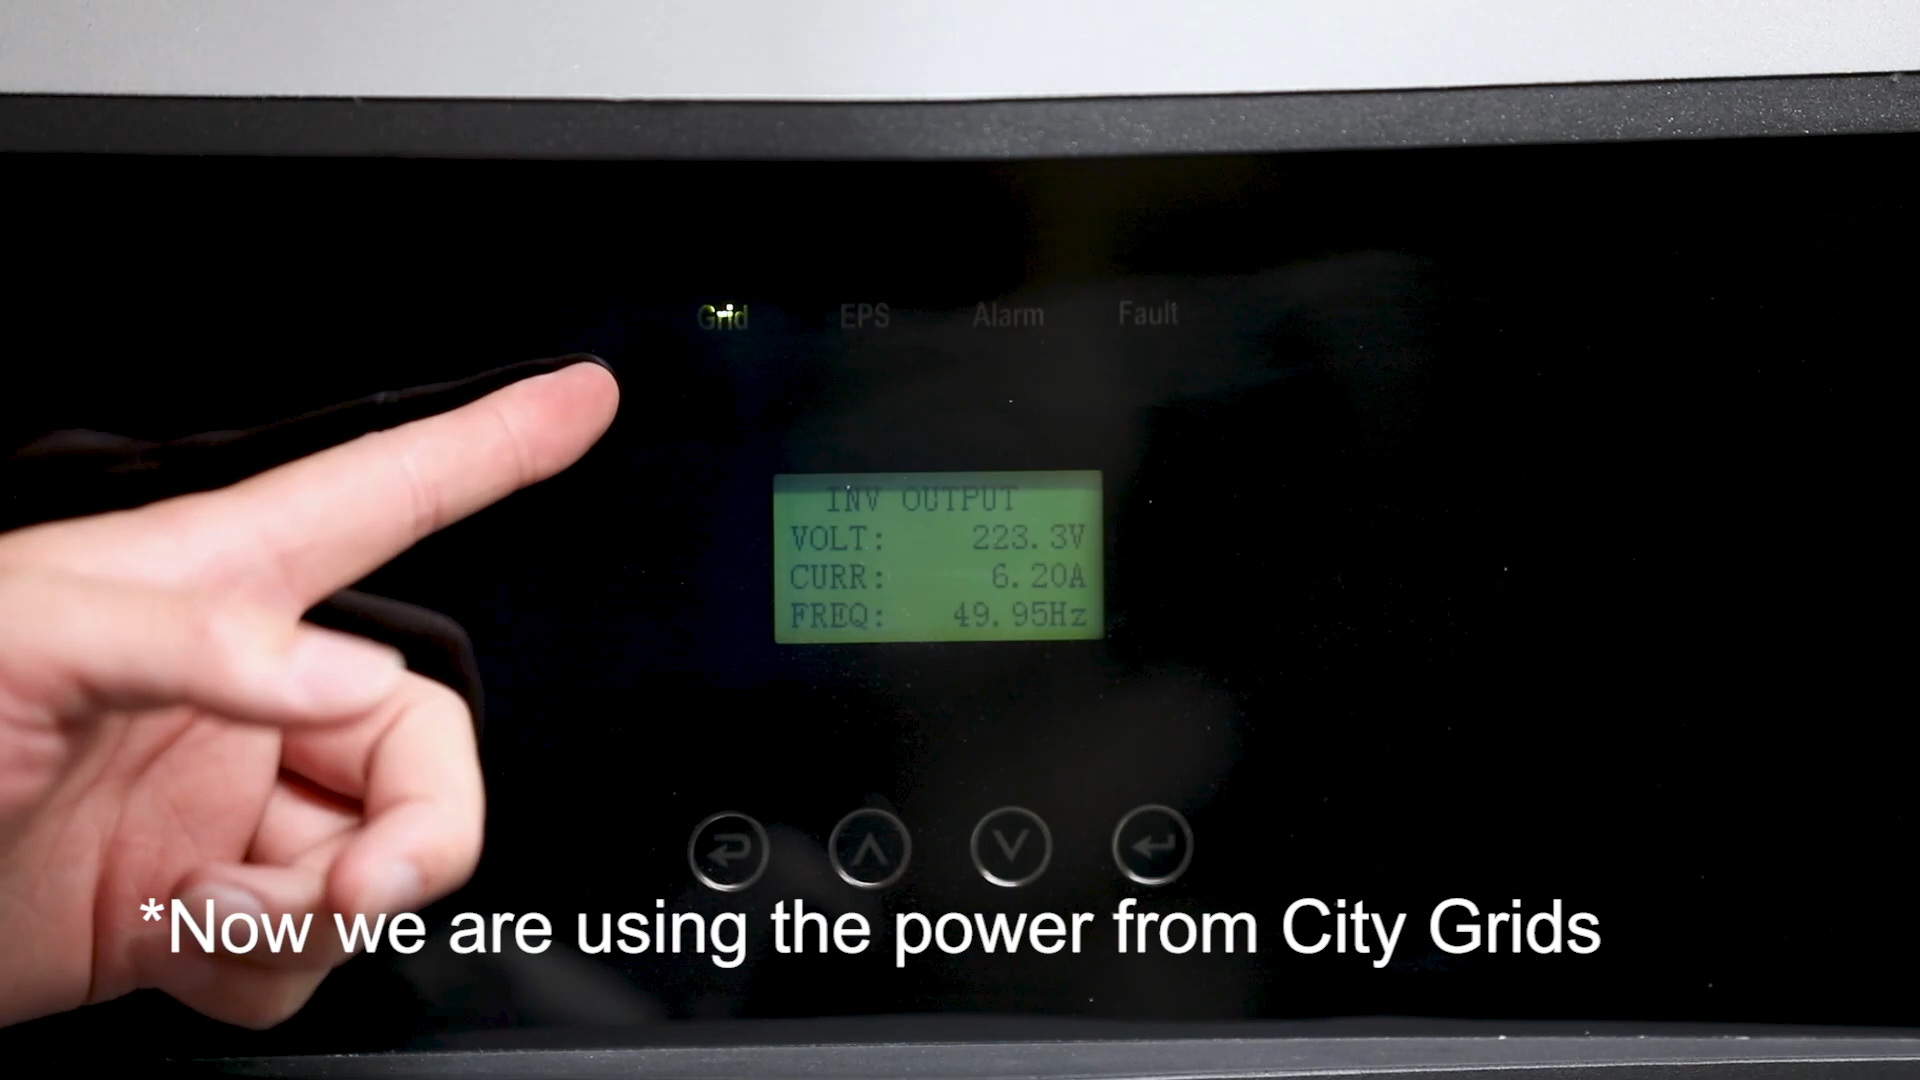 Grid EPS Alarm Fault
INV OUTPUT
VOLT: 223.3V
CURR: 6.20A
FREQ: 49.95Hz
*Now we are using the power from City Grids